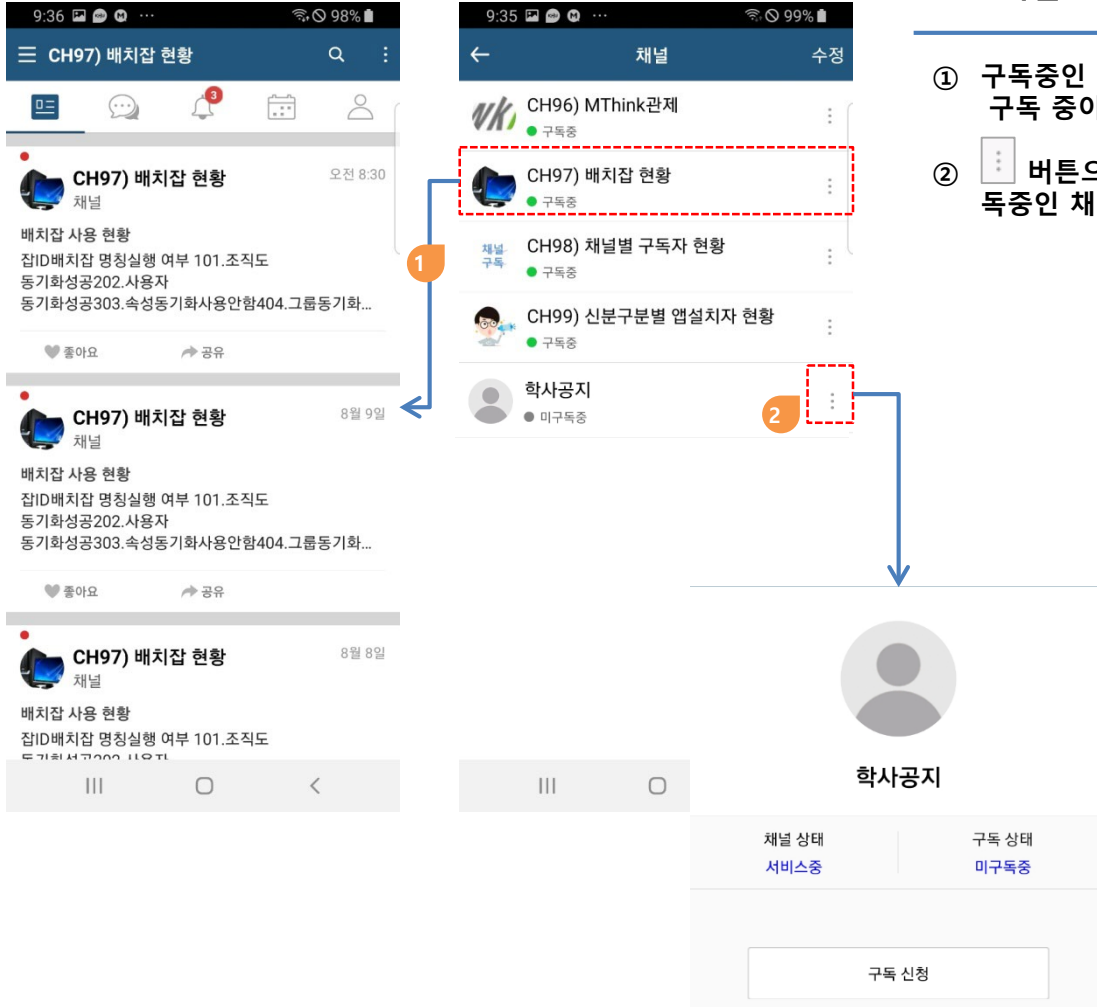 9:36 98%
CH97) 배치잡 현황
3
CH97) 배치잡 현황 오전 8:30
채널
배치잡 사용 현황
잡ID배치잡 명칭실행 여부 101.조직도
동기화성공202.사용자
동기화성공303.속성동기화사용안함404.그룹동기화...
좋아요 공유
CH97) 배치잡 현황 8월 9일
채널
배치잡 사용 현황
잡ID배치잡 명칭실행 여부 101.조직도
동기화성공202.사용자
동기화성공303.속성동기화사용안함404.그룹동기화...
좋아요 공유
CH97) 배치잡 현황 8월 8일
채널
배치잡 사용 현황
잡ID배치잡 명칭실행 여부 101.조직도
1
9:35 99%
채널 수정
CH96) MThink관제
구독중
CH97) 배치잡 현황
구독중
채널
구독
CH98) 채널별 구독자 현황
구독중
CH99) 신분구분별 앱설치자 현황
구독중
학사공지
미구독중
2
학사공지
채널 상태 구독 상태
서비스중 미구독중
구독 신청
① 구독중인
구독 중
② 버튼으
독중인 채